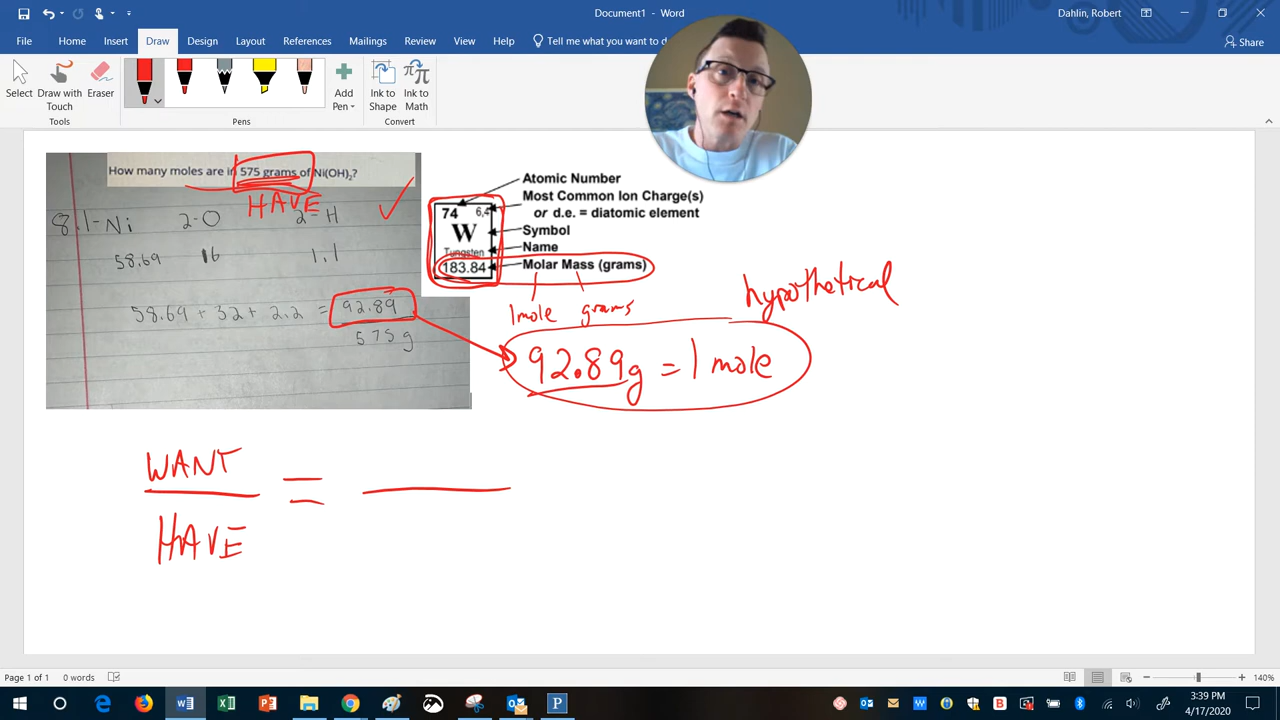 Document1 - Word
Dahlin, Robert
File Home Insert Draw Design Layout References Mailings Review View Help Tell me what you want to d
Share
Select
Draw with Touch
Eraser
Add Pen
Ink to Shape
Ink to Math
Tools
Pens
Convert
How many moles are in 575 grams of Ni(OH)₂?
HAVE
8. 1-Ni 2-O 2-H
58.69 16 1.1
58.69 + 32 + 2.2 = 92.89
575g
74 6,4
W
Tungsten
183.84
Atomic Number
Most Common Ion Charge(s)
or d.e. = diatomic element
Symbol
Name
Molar Mass (grams)
1mole grams
hypothetical
92.89g = 1 mole
WANT
HAVE
=
Page 1 of 1 0 words
140%
3:39 PM
4/17/2020